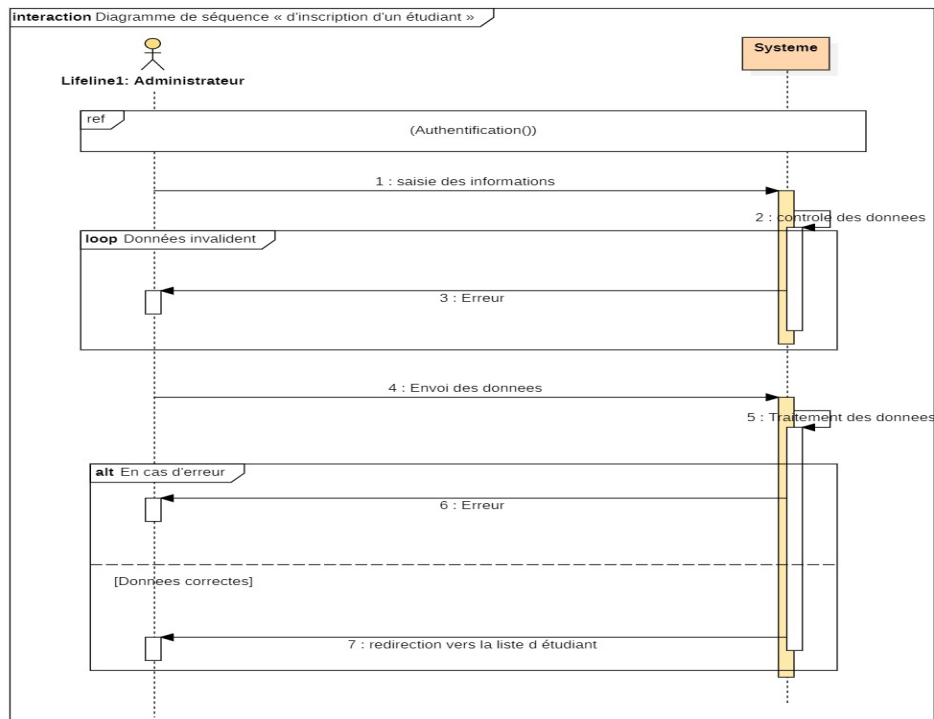 interaction Diagramme de séquence « d'inscription d'un étudiant »
Systeme
Lifeline1: Administrateur
ref
(Authentification())
1 : saisie des informations
2 : controle des donnees
loop Données invalident
3 : Erreur
4 : Envoi des donnees
5 : Traitement des donnees
alt En cas d'erreur
6 : Erreur
[Donnees correctes]
7 : redirection vers la liste d étudiant